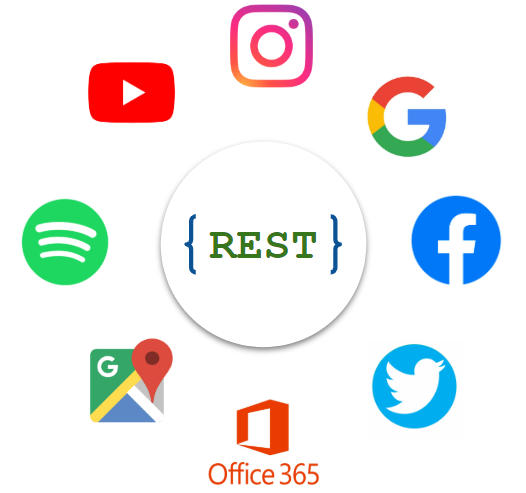 G
{ REST }
f
G
Office 365